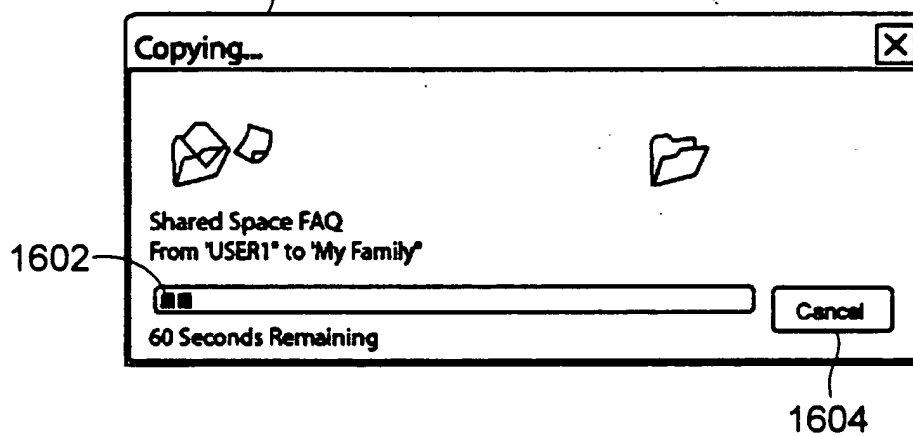 Copying...
Shared Space FAQ
From 'USER1" to 'My Family"
1602
Cancel
60 Seconds Remaining
1604